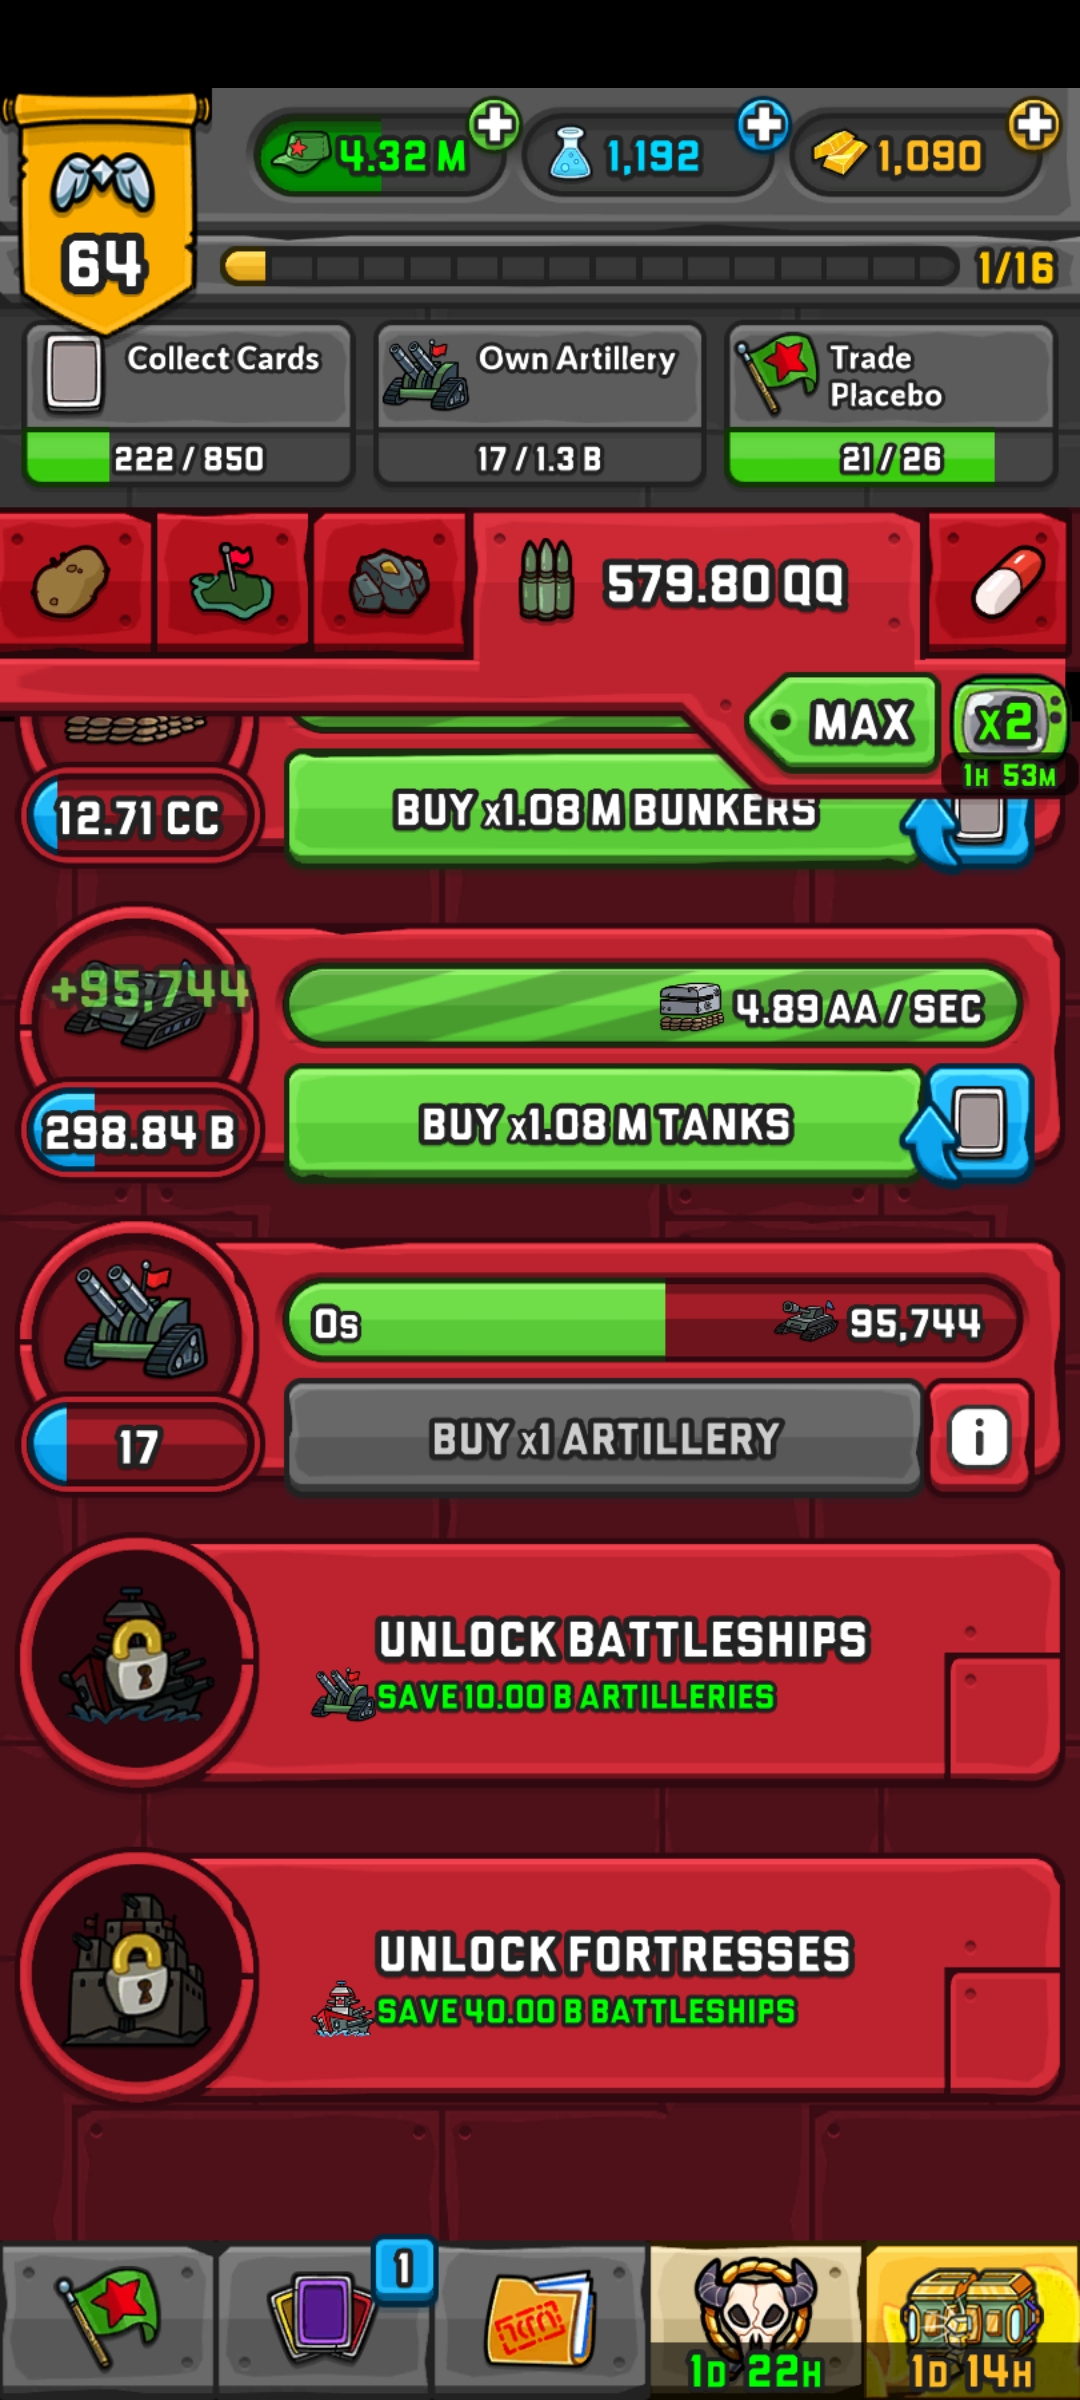 4.32 M
1,192
1,090
64
1/16
Collect Cards
Own Artillery
Trade
Placebo
222 / 850
17 / 1.3 B
21 / 26
579.80 QQ
MAX
x2
1H 53M
12.71 CC
BUY x1.08 M BUNKERS
+95,744
4.89 AA / SEC
298.84 B
BUY x1.08 M TANKS
0s
95,744
17
BUY x1 ARTILLERY
i
UNLOCK BATTLESHIPS
SAVE 10.00 B ARTILLERIES
UNLOCK FORTRESSES
SAVE 40.00 B BATTLESHIPS
1
1D 22H
1D 14H